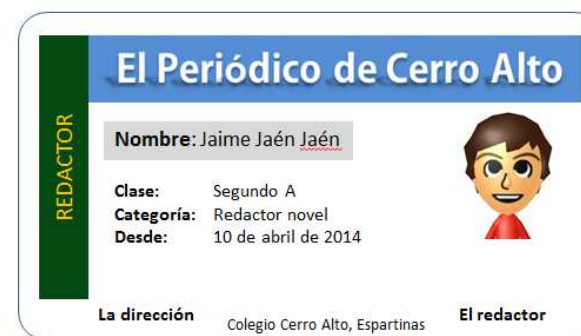 El Periódico de Cerro Alto
REDACTOR
Nombre: Jaime Jaén Jaén
Clase: Segundo A
Categoría: Redactor novel
Desde: 10 de abril de 2014
La dirección Colegio Cerro Alto, Espartinas El redactor